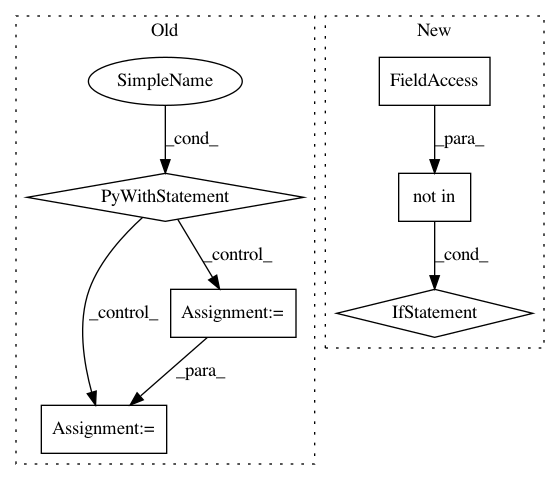 Old
New
SimpleName
FieldAccess
_cond_
_para_
PyWithStatement
not in
_control_
_cond_
_control_
Assignment:=
IfStatement
_para_
Assignment:=